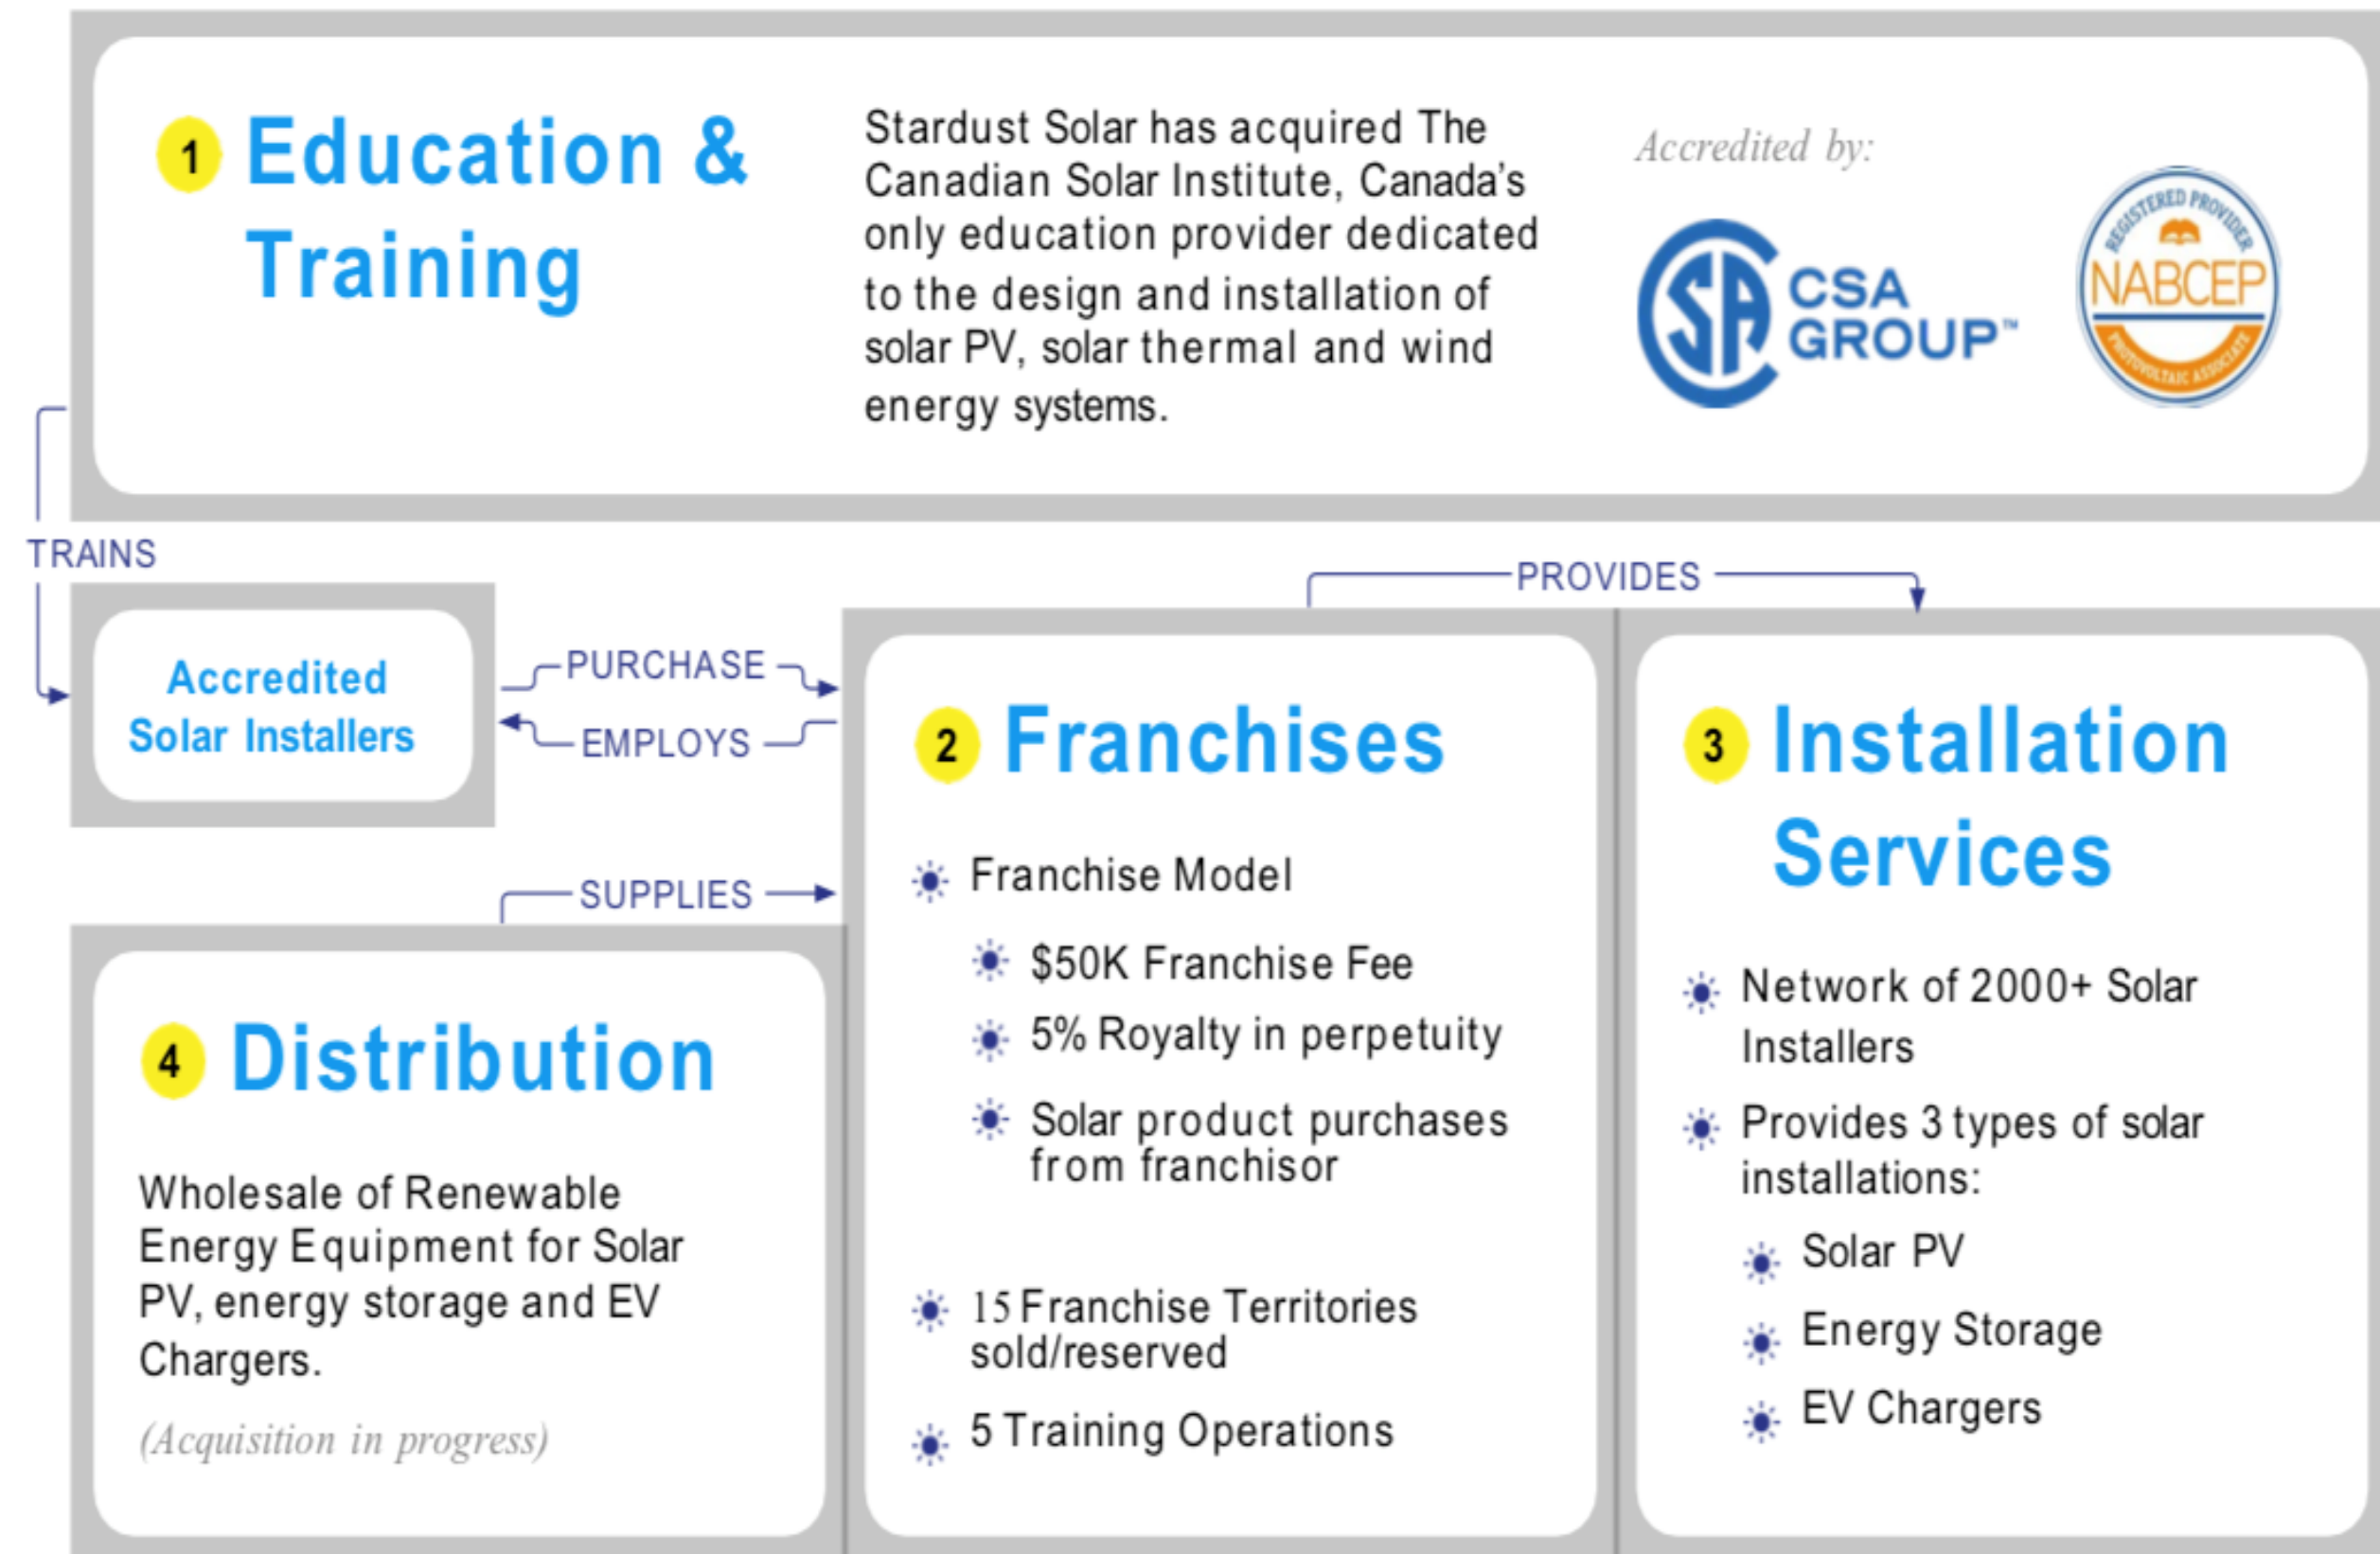 1 Education &
Training
Stardust Solar has acquired The
Canadian Solar Institute, Canada's
only education provider dedicated
to the design and installation of
solar PV, solar thermal and wind
energy systems.
Accredited by:
CSA
GROUP™
REGISTERED PROVIDER
NABCEP
PHOTOVOLTAIC ASSOCIATE
TRAINS
Accredited
Solar Installers
PURCHASE
EMPLOYS
SUPPLIES
PROVIDES
2 Franchises
Franchise Model
$50K Franchise Fee
5% Royalty in perpetuity
Solar product purchases
from franchisor
15 Franchise Territories
sold/reserved
5 Training Operations
3 Installation
Services
Network of 2000+ Solar
Installers
Provides 3 types of solar
installations:
Solar PV
Energy Storage
EV Chargers
4 Distribution
Wholesale of Renewable
Energy Equipment for Solar
PV, energy storage and EV
Chargers.
(Acquisition in progress)